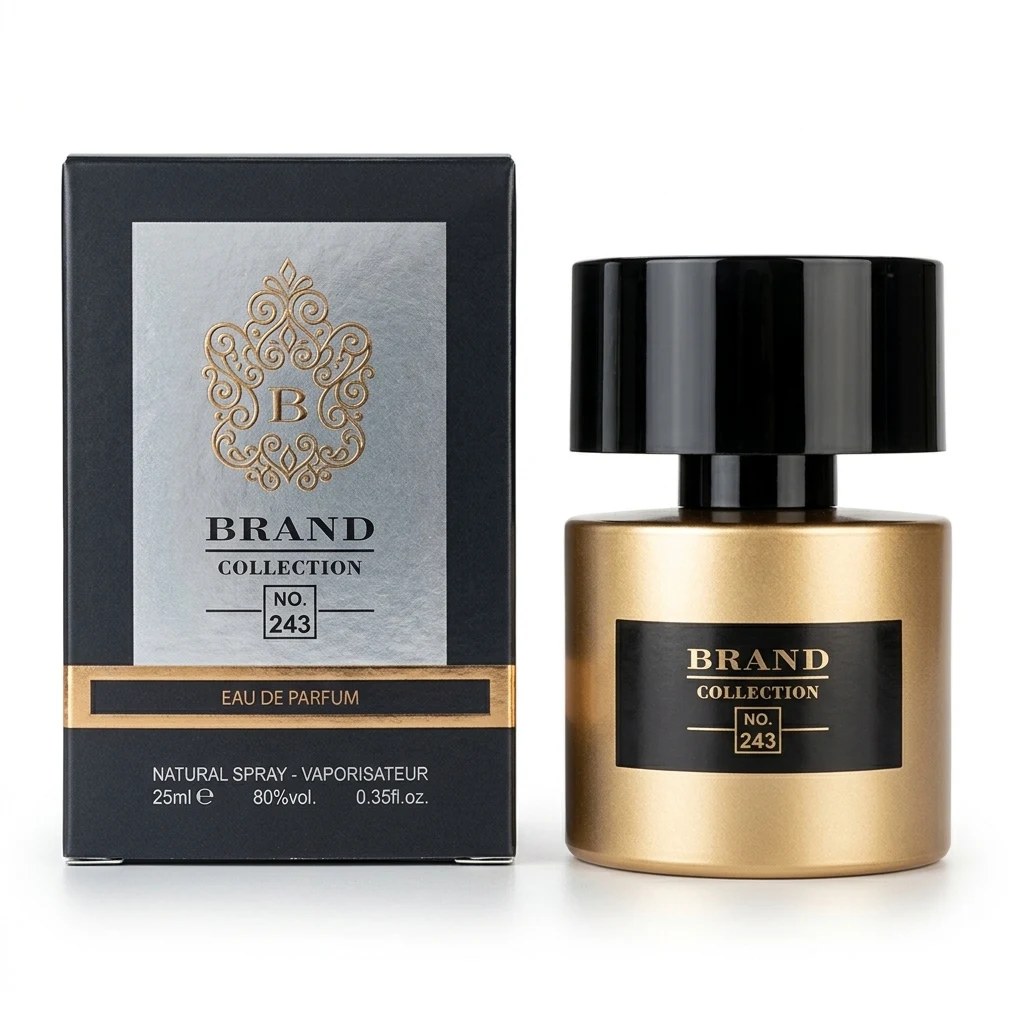 B
BRAND
COLLECTION
NO.
243
EAU DE PARFUM
NATURAL SPRAY - VAPORISATEUR
25ml ℮ 80%vol. 0.35fl.oz.
BRAND
COLLECTION
NO.
243